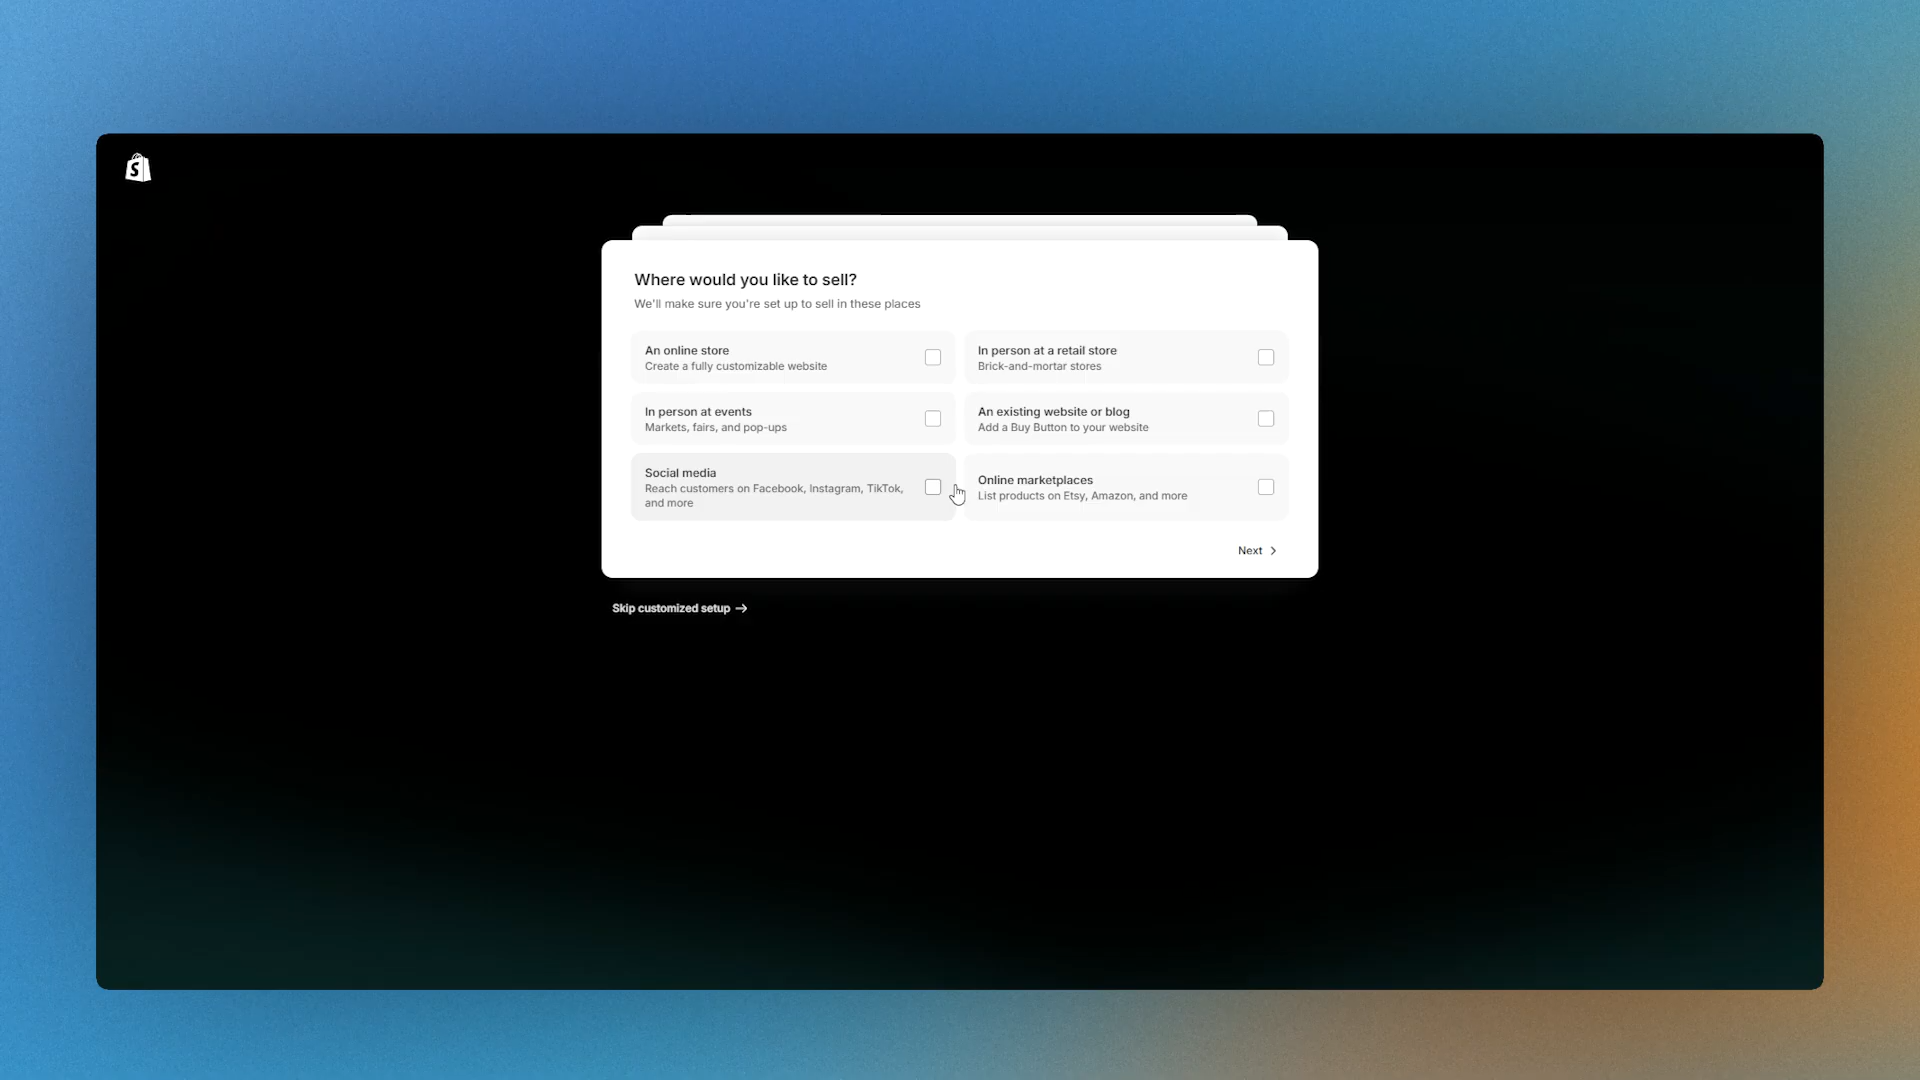 S
Where would you like to sell?
We'll make sure you're set up to sell in these places
An online store
Create a fully customizable website
In person at a retail store
Brick-and-mortar stores
In person at events
Markets, fairs, and pop-ups
An existing website or blog
Add a Buy Button to your website
Social media
Reach customers on Facebook, Instagram, TikTok,
and more
Online marketplaces
List products on Etsy, Amazon, and more
Next
Skip customized setup